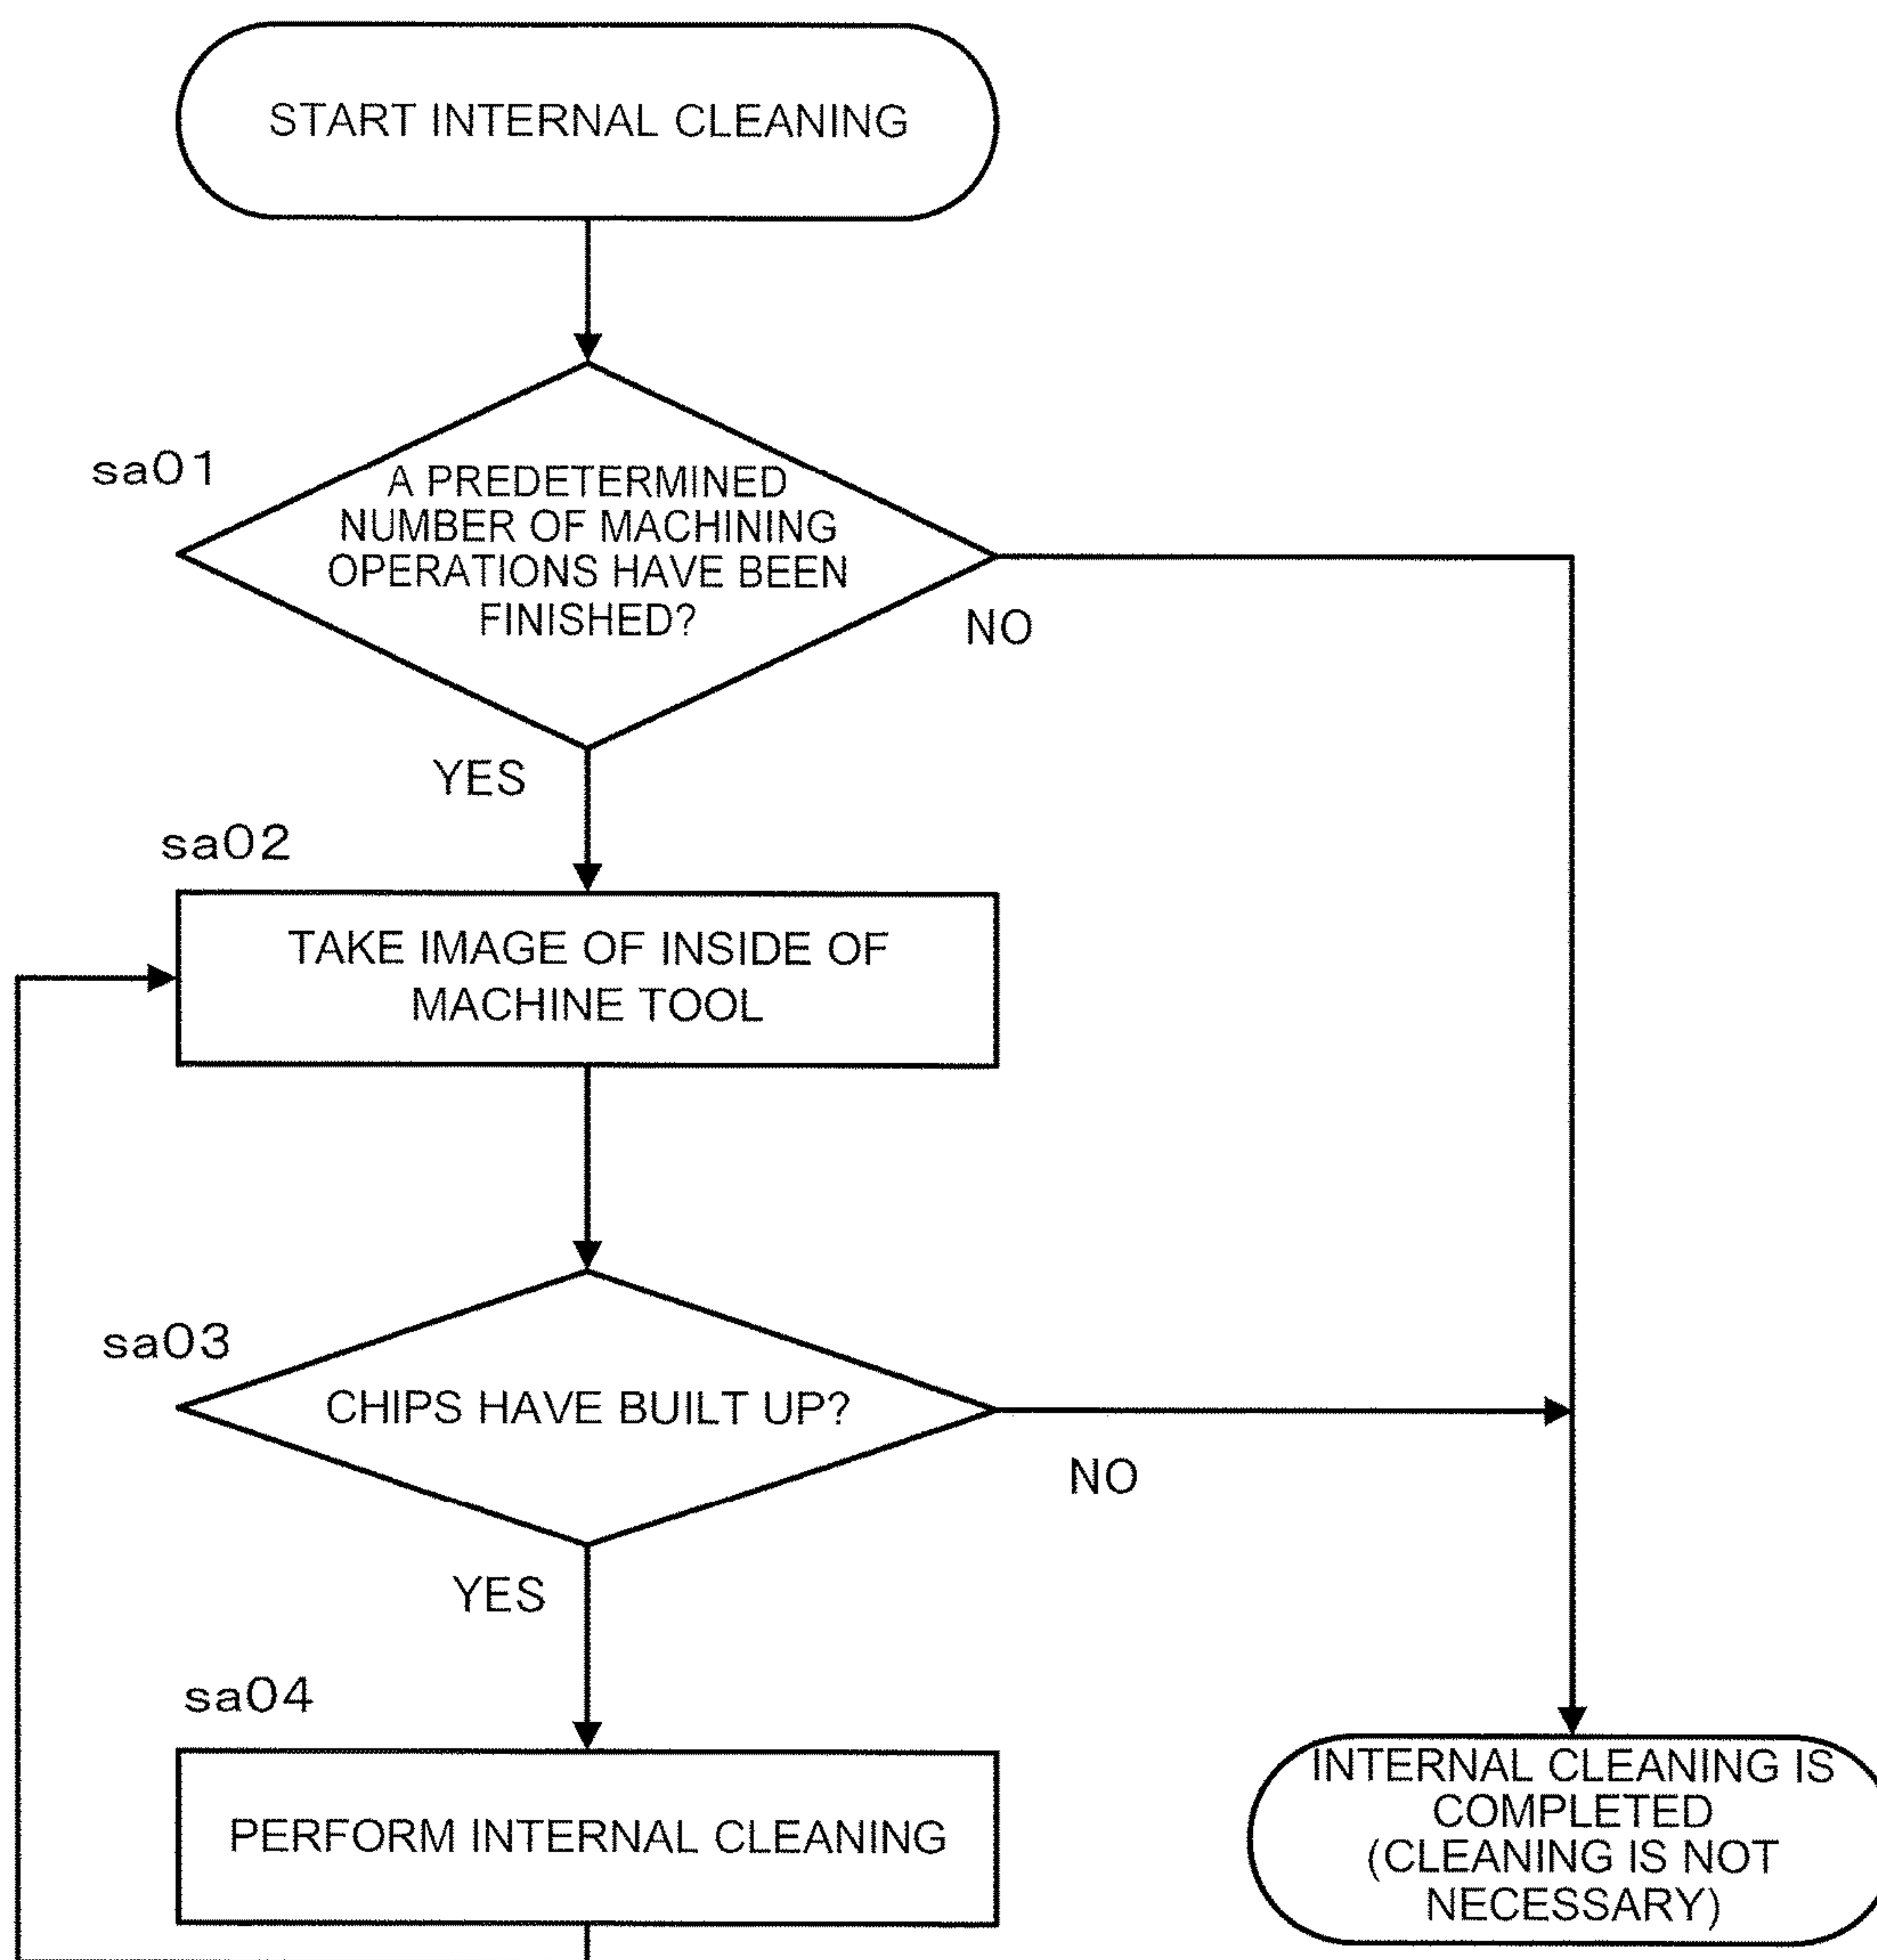 START INTERNAL CLEANING
sa01
A PREDETERMINED
NUMBER OF MACHINING
OPERATIONS HAVE BEEN
FINISHED?
NO
YES
sa02
TAKE IMAGE OF INSIDE OF
MACHINE TOOL
sa03
CHIPS HAVE BUILT UP?
NO
YES
sa04
PERFORM INTERNAL CLEANING
INTERNAL CLEANING IS
COMPLETED
(CLEANING IS NOT
NECESSARY)